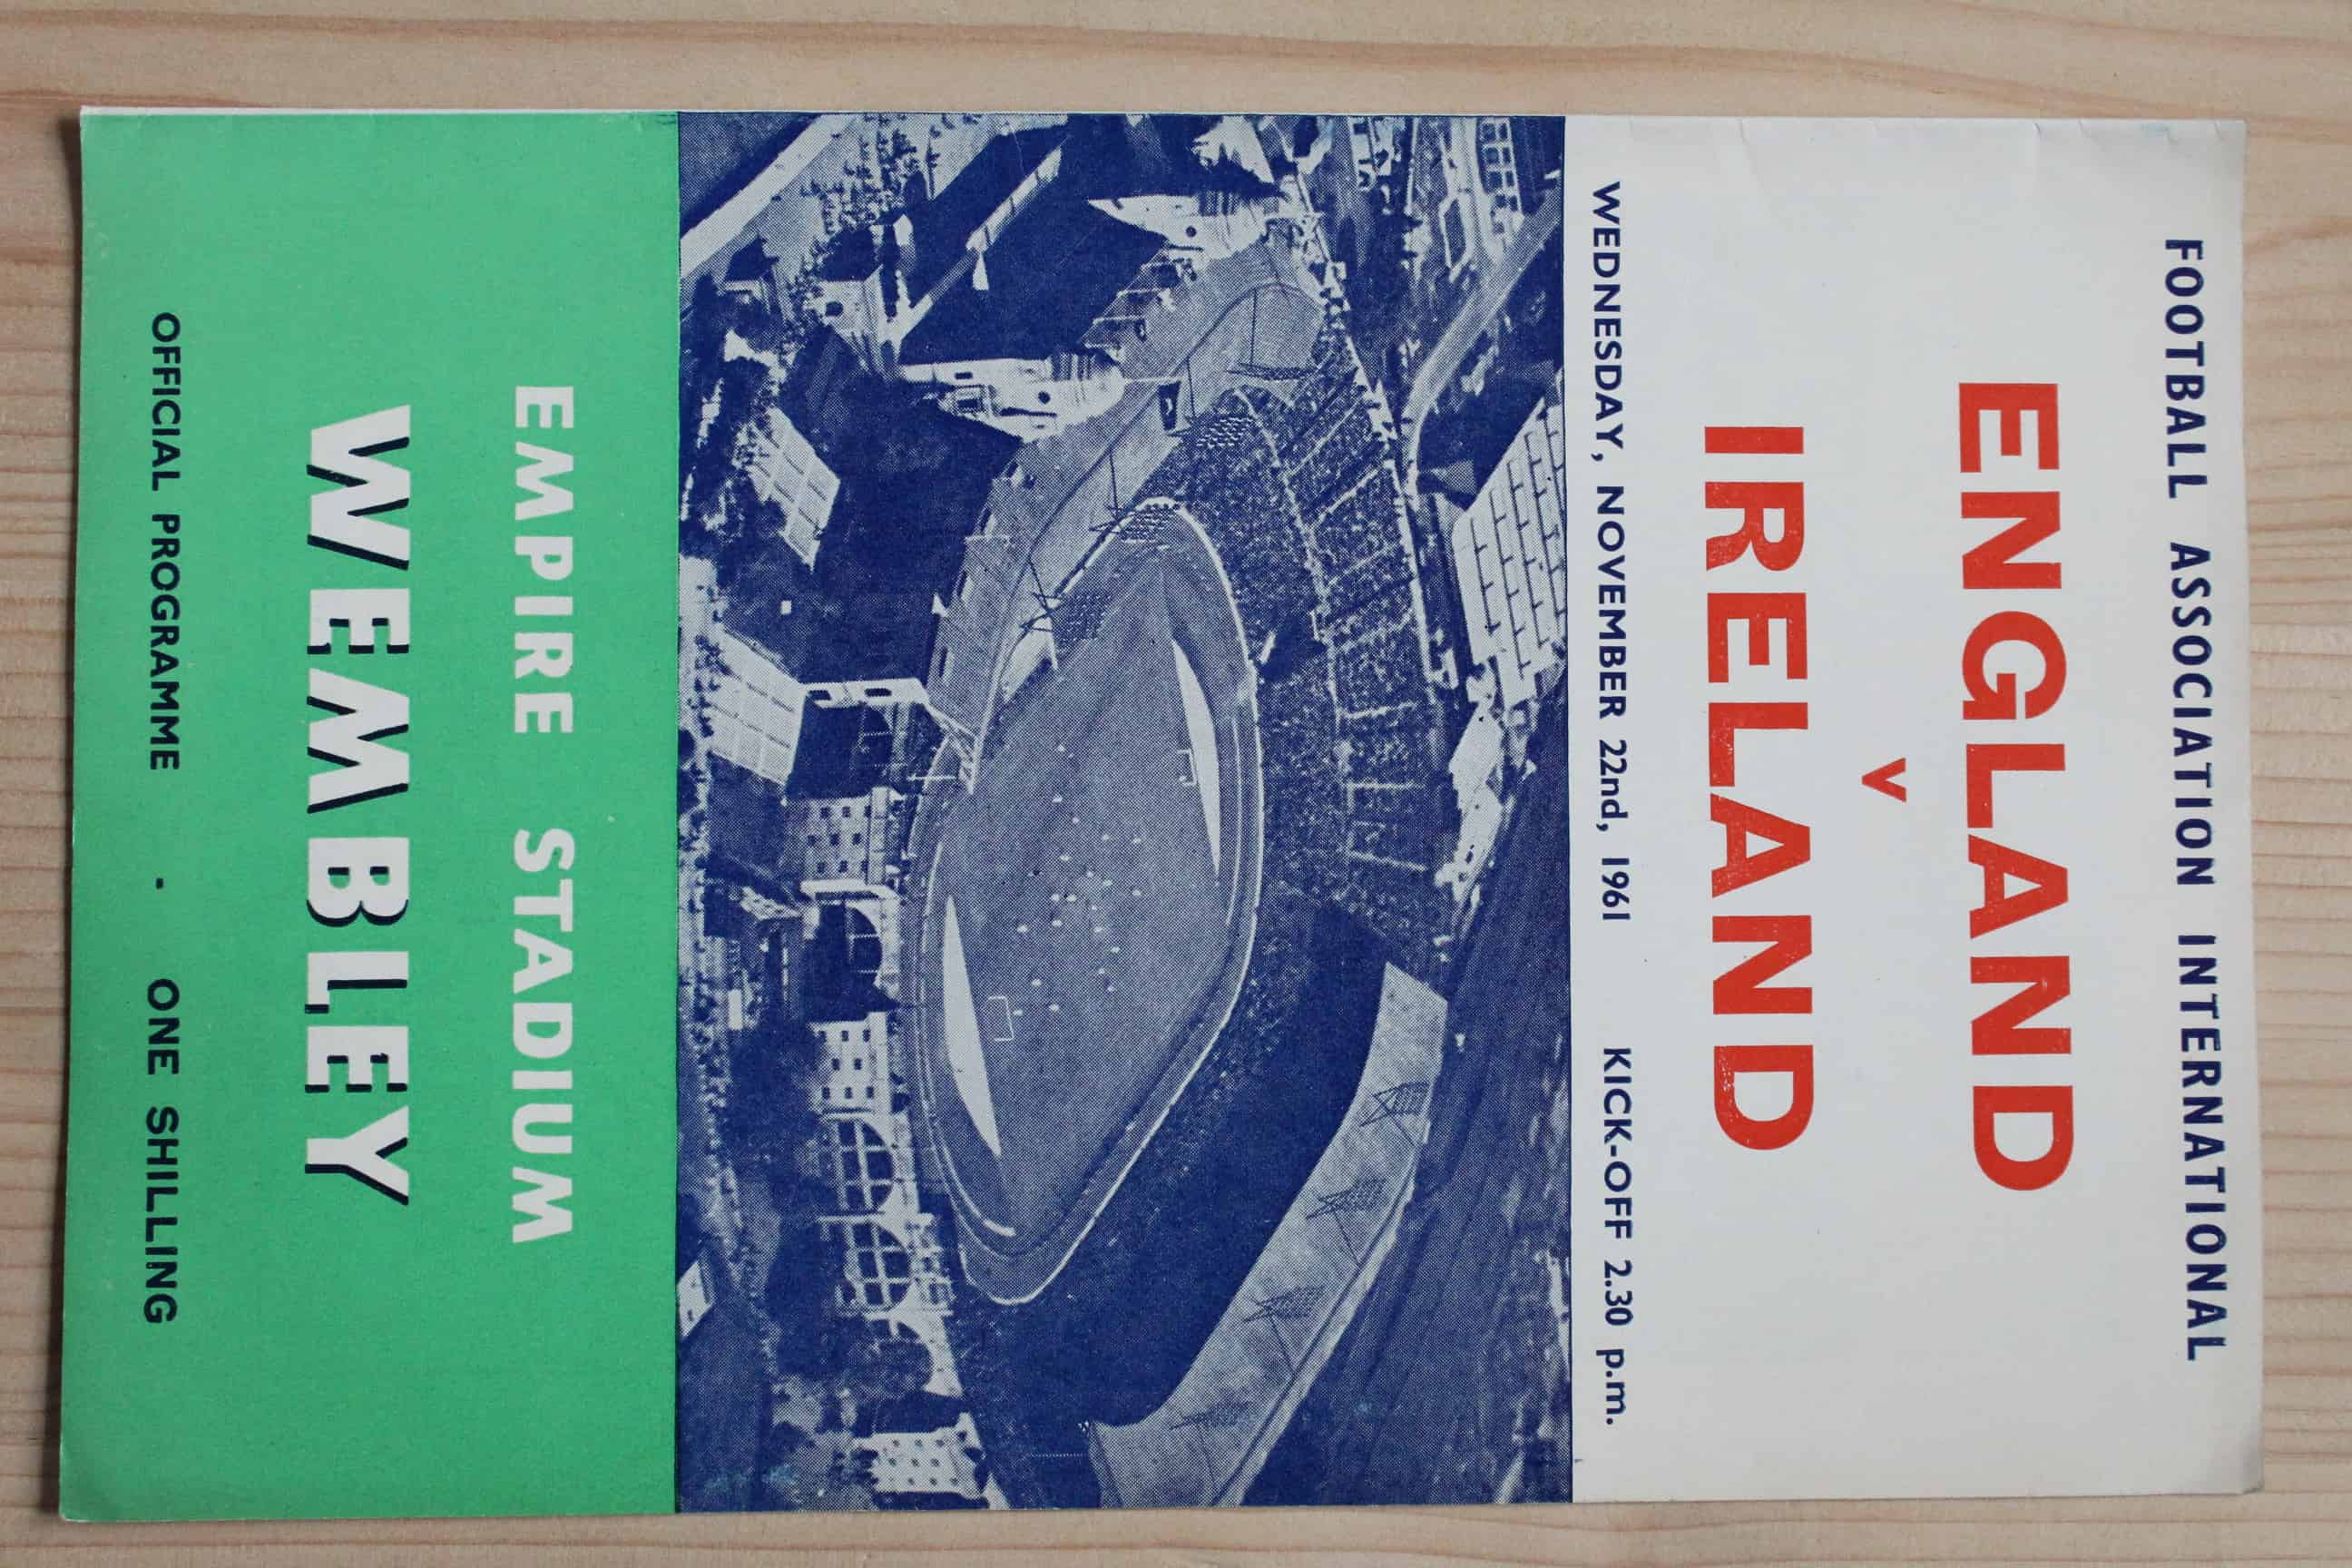 FOOTBALL ASSOCIATION INTERNATIONAL
ENGLAND
v
IRELAND
WEDNESDAY, NOVEMBER 22nd, 1961 KICK-OFF 2.30 p.m.
EMPIRE STADIUM
WEMBLEY
OFFICIAL PROGRAMME · ONE SHILLING